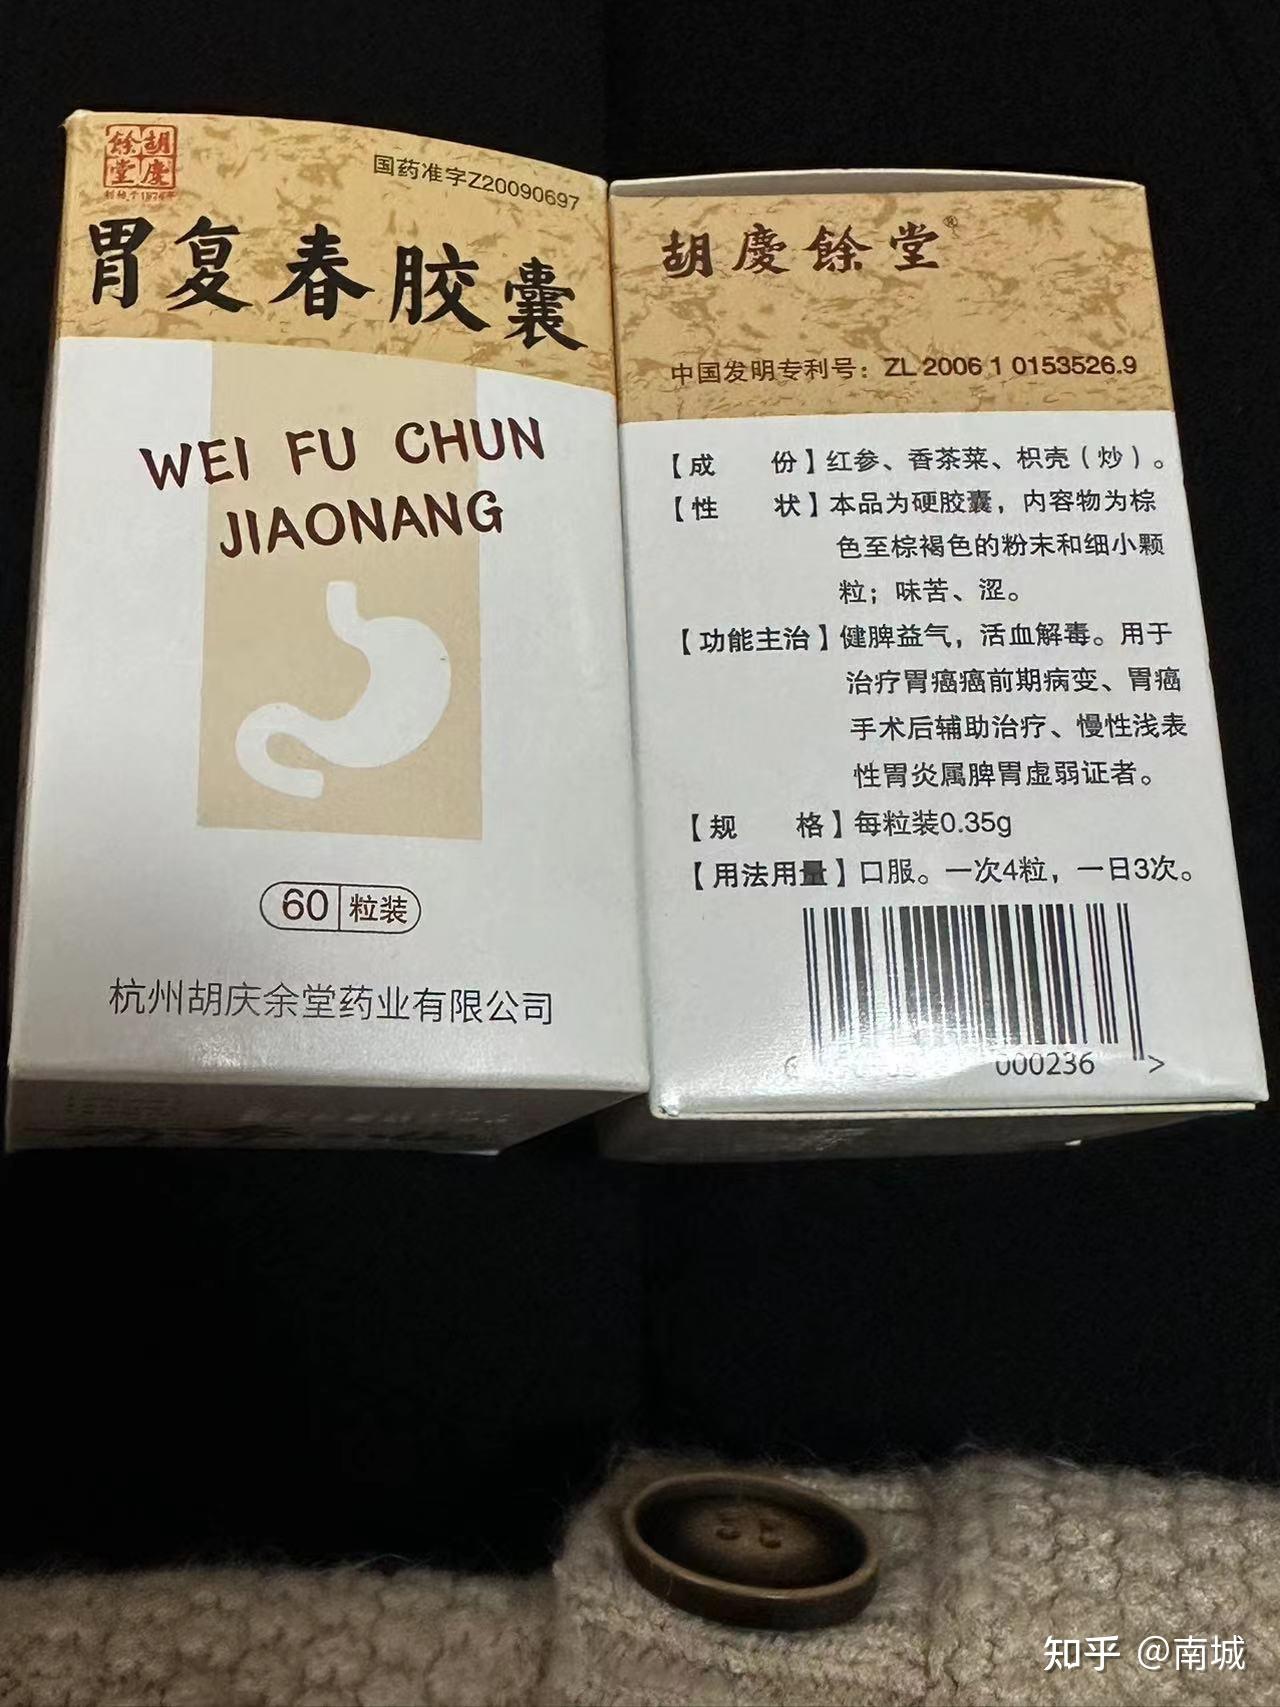 胡慶餘堂
国药准字Z20090697
胃复春胶囊
WEI FU CHUN
JIAONANG
60 粒装
杭州胡庆余堂药业有限公司
胡慶餘堂®
中国发明专利号：ZL 2006 1 0153526.9
【成　　份】红参、香茶菜、枳壳（炒）。
【性　　状】本品为硬胶囊，内容物为棕
色至棕褐色的粉末和细小颗
粒；味苦、涩。
【功能主治】健脾益气，活血解毒。用于
治疗胃癌癌前期病变、胃癌
手术后辅助治疗、慢性浅表
性胃炎属脾胃虚弱证者。
【规　　格】每粒装0.35g
【用法用量】口服。一次4粒，一日3次。
000236 >
知乎 @南城